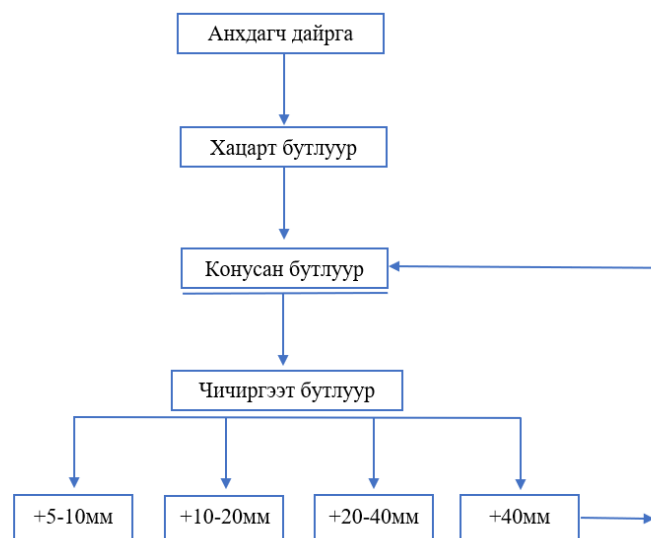 Анхдагч дайрга
Хацарт бутлуур
Конусан бутлуур
Чичиргээт бутлуур
+5-10мм
+10-20мм
+20-40мм
+40мм